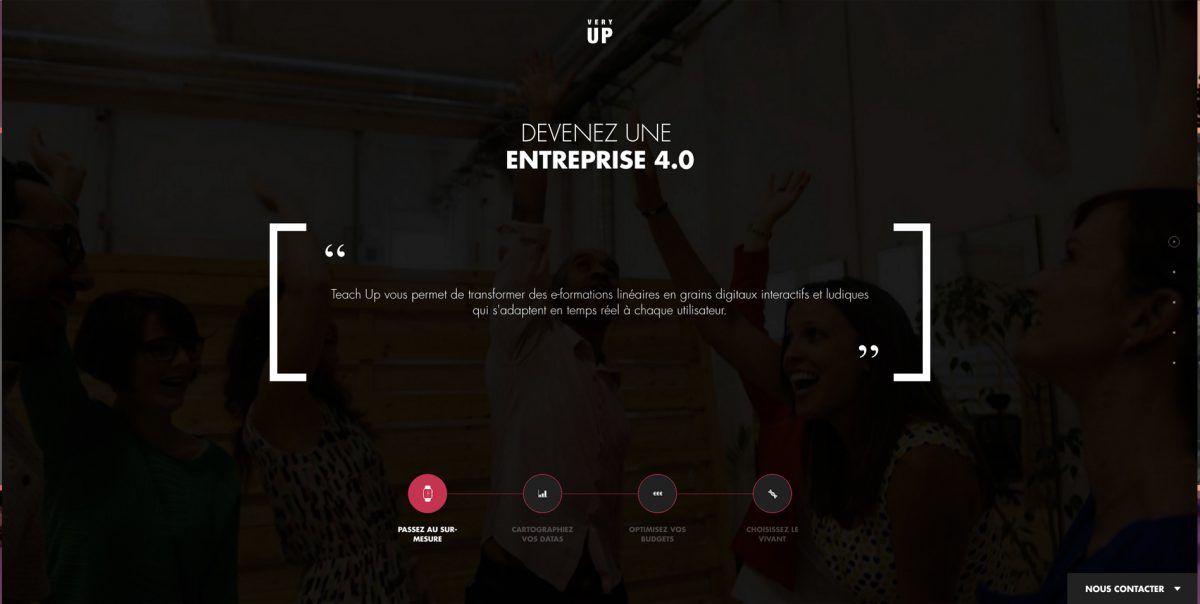 VERY
UP
DEVENEZ UNE
ENTREPRISE 4.0
“
Teach Up vous permet de transformer des e-formations linéaires en grains digitaux interactifs et ludiques
qui s'adaptent en temps réel à chaque utilisateur.
”
PASSEZ AU SUR-
MESURE
CARTOGRAPHIEZ
VOS DATAS
OPTIMISEZ VOS
BUDGETS
CHOISISSEZ LE
VIVANT
NOUS CONTACTER